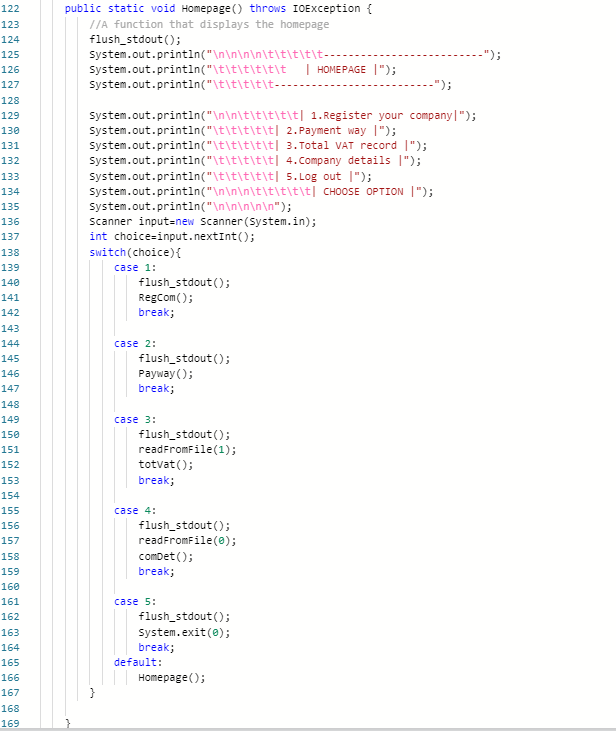 122 public static void Homepage() throws IOException {
123 //A function that displays the homepage
124 flush_stdout();
125 System.out.println("\n\n\n\n\t\t\t\t\t--------------------------");
126 System.out.println("\t\t\t\t\t\t   | HOMEPAGE |");
127 System.out.println("\t\t\t\t\t--------------------------");
128
129 System.out.println("\n\n\t\t\t\t\t| 1.Register your company|");
130 System.out.println("\t\t\t\t\t| 2.Payment way |");
131 System.out.println("\t\t\t\t\t| 3.Total VAT record |");
132 System.out.println("\t\t\t\t\t| 4.Company details |");
133 System.out.println("\t\t\t\t\t| 5.Log out |");
134 System.out.println("\n\n\n\t\t\t\t\t| CHOOSE OPTION |");
135 System.out.println("\n\n\n\n\n");
136 Scanner input=new Scanner(System.in);
137 int choice=input.nextInt();
138 switch(choice){
139 case 1:
140 flush_stdout();
141 RegCom();
142 break;
143
144 case 2:
145 flush_stdout();
146 Payway();
147 break;
148
149 case 3:
150 flush_stdout();
151 readFromFile(1);
152 totVat();
153 break;
154
155 case 4:
156 flush_stdout();
157 readFromFile(0);
158 comDet();
159 break;
160
161 case 5:
162 flush_stdout();
163 System.exit(0);
164 break;
165 default:
166 Homepage();
167 }
168
169 }